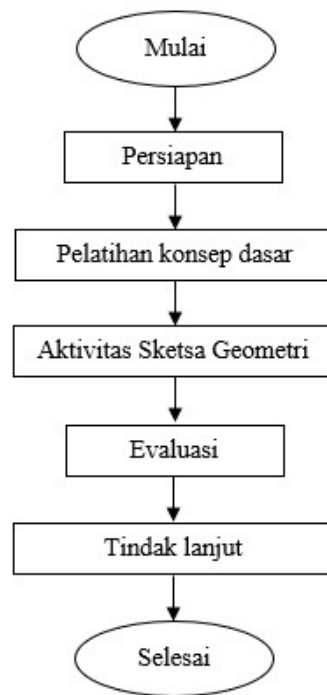 Mulai
Persiapan
Pelatihan konsep dasar
Aktivitas Sketsa Geometri
Evaluasi
Tindak lanjut
Selesai